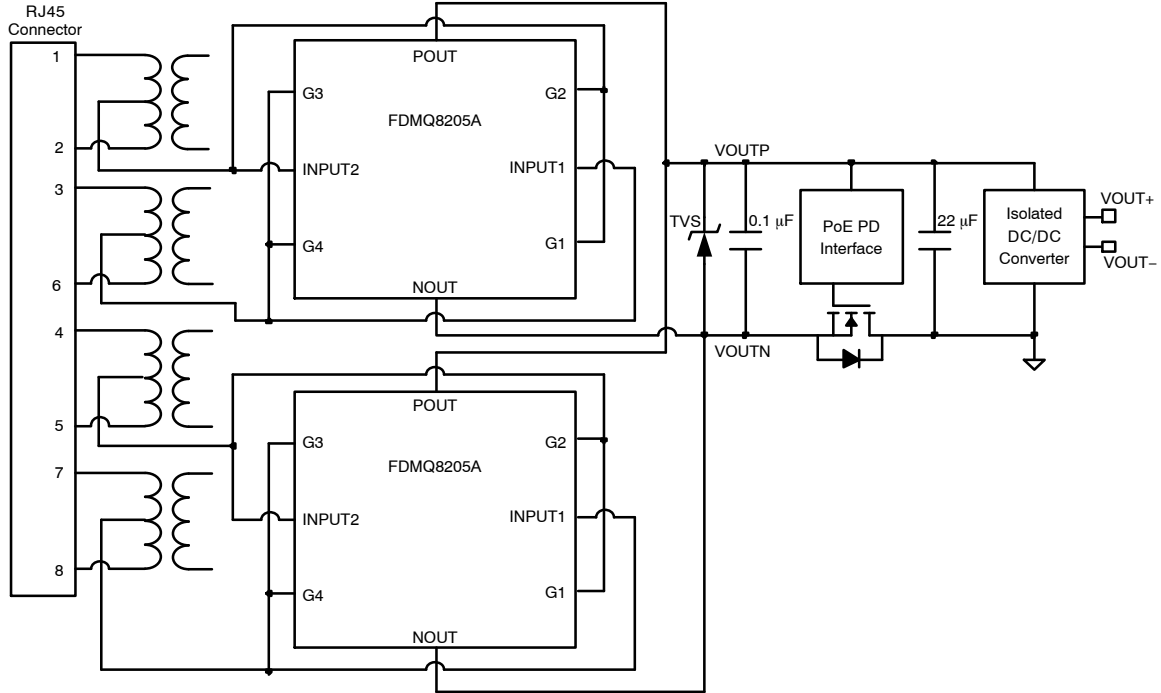 RJ45
Connector
1
2
3
6
4
5
7
8
POUT
G3
G2
FDMQ8205A
INPUT2
INPUT1
G4
G1
NOUT
POUT
G3
G2
FDMQ8205A
INPUT2
INPUT1
G4
G1
NOUT
VOUTP
TVS
0.1 μF
PoE PD
Interface
22 μF
Isolated
DC/DC
Converter
VOUT+
VOUT−
VOUTN